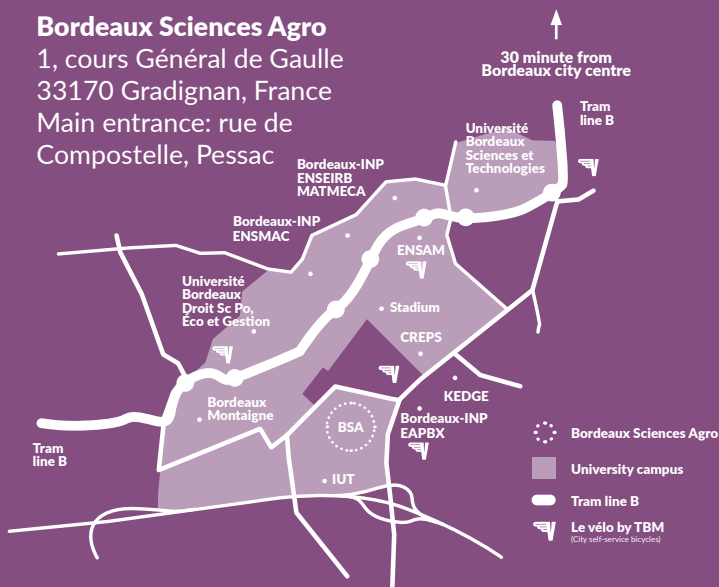 Bordeaux Sciences Agro
1, cours Général de Gaulle
33170 Gradignan, France
Main entrance: rue de
Compostelle, Pessac
30 minute from
Bordeaux city centre
Tram
line B
Université
Bordeaux
Sciences et
Technologies
Bordeaux-INP
ENSEIRB
MATMECA
Bordeaux-INP
ENSMAC
ENSAM
Université
Bordeaux
Droit Sc Po,
Éco et Gestion
Stadium
CREPS
KEDGE
Bordeaux
Montaigne
Bordeaux-INP
EAPBX
BSA
IUT
Tram
line B
Bordeaux Sciences Agro
University campus
Tram line B
Le vélo by TBM
(City self-service bicycles)